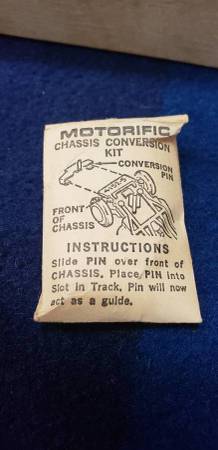 MOTORIFIC
CHASSIS CONVERSION
KIT
CONVERSION
PIN
FRONT
OF
CHASSIS
INSTRUCTIONS
Slide PIN over front of
CHASSIS. Place PIN into
Slot in Track. Pin will now
act as a guide.